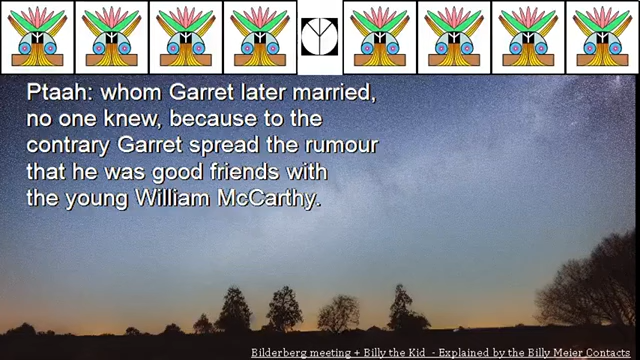 Ptaah: whom Garret later married,
no one knew, because to the
contrary Garret spread the rumour
that he was good friends with
the young William McCarthy.
Bilderberg meeting + Billy the Kid - Explained by the Billy Meier Contacts